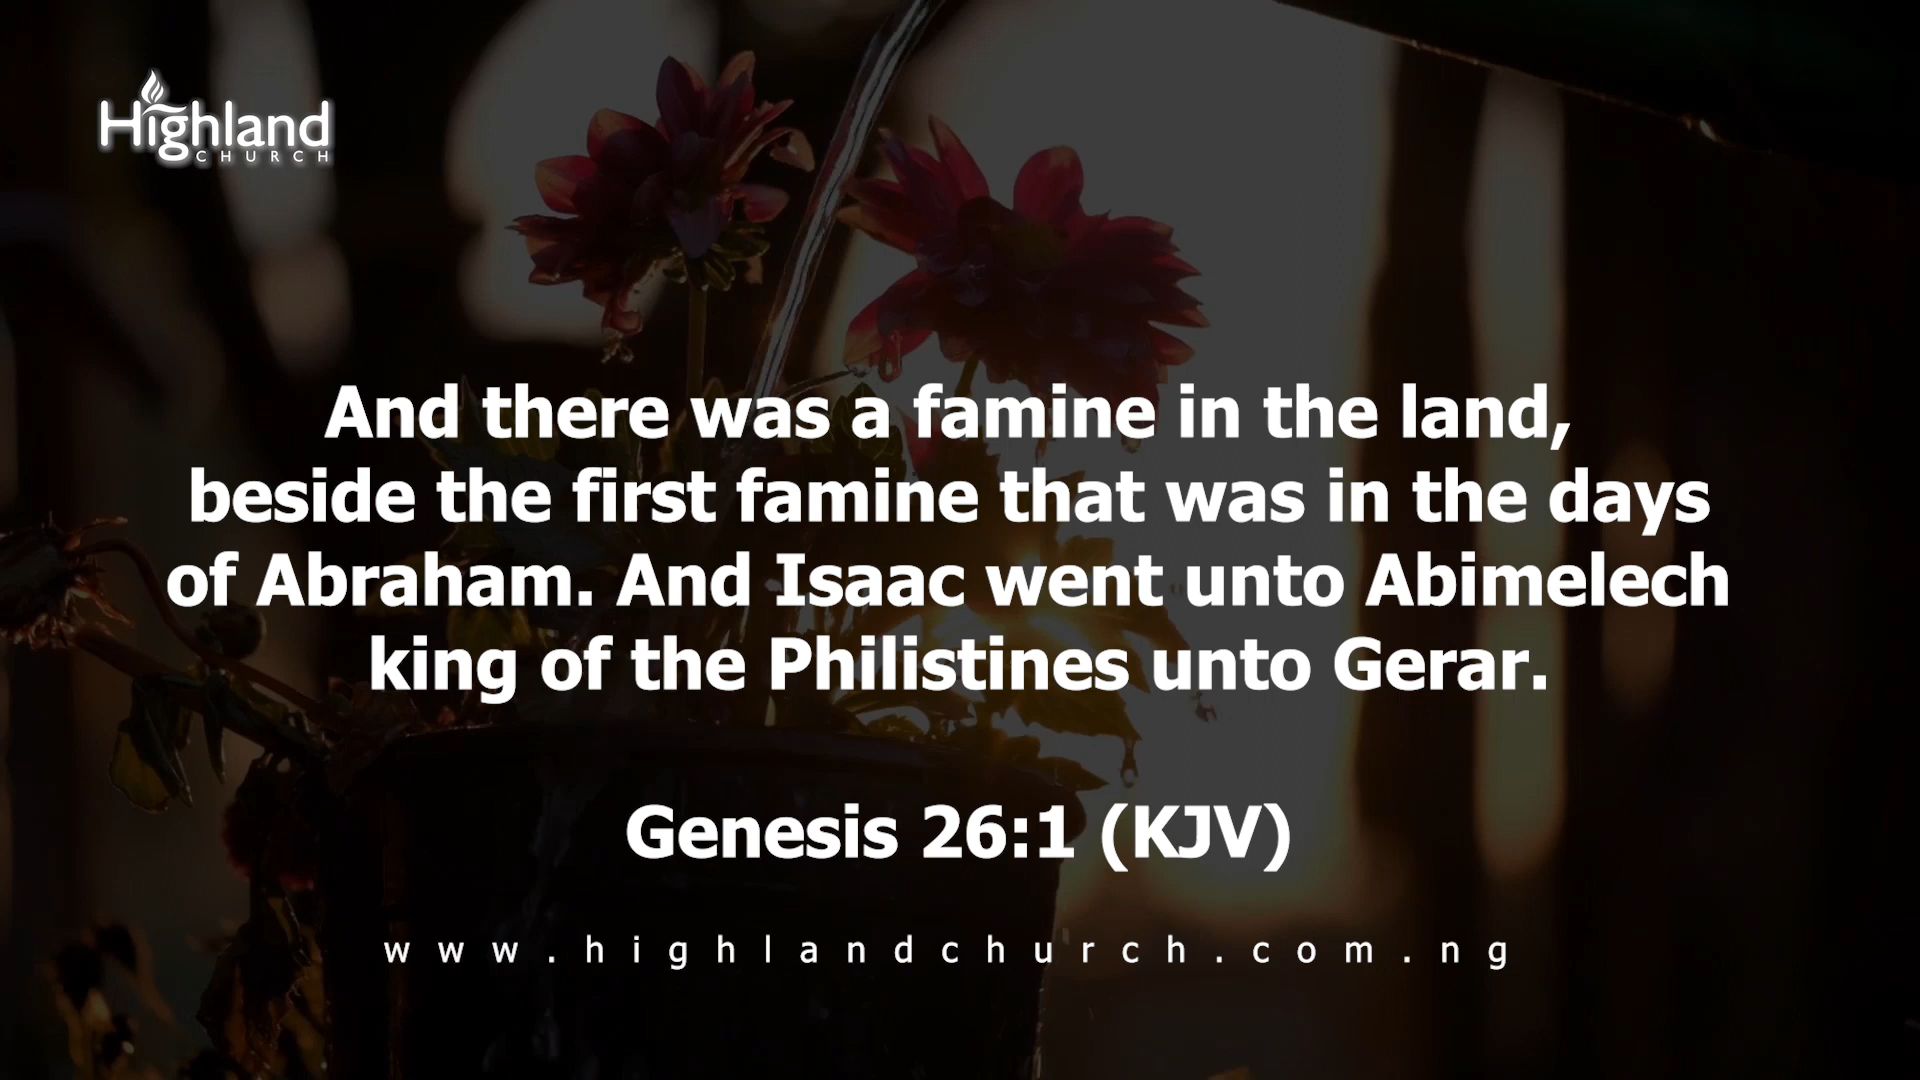 Highland
CHURCH
And there was a famine in the land,
beside the first famine that was in the days
of Abraham. And Isaac went unto Abimelech
king of the Philistines unto Gerar.
Genesis 26:1 (KJV)
www.highlandchurch.com.ng